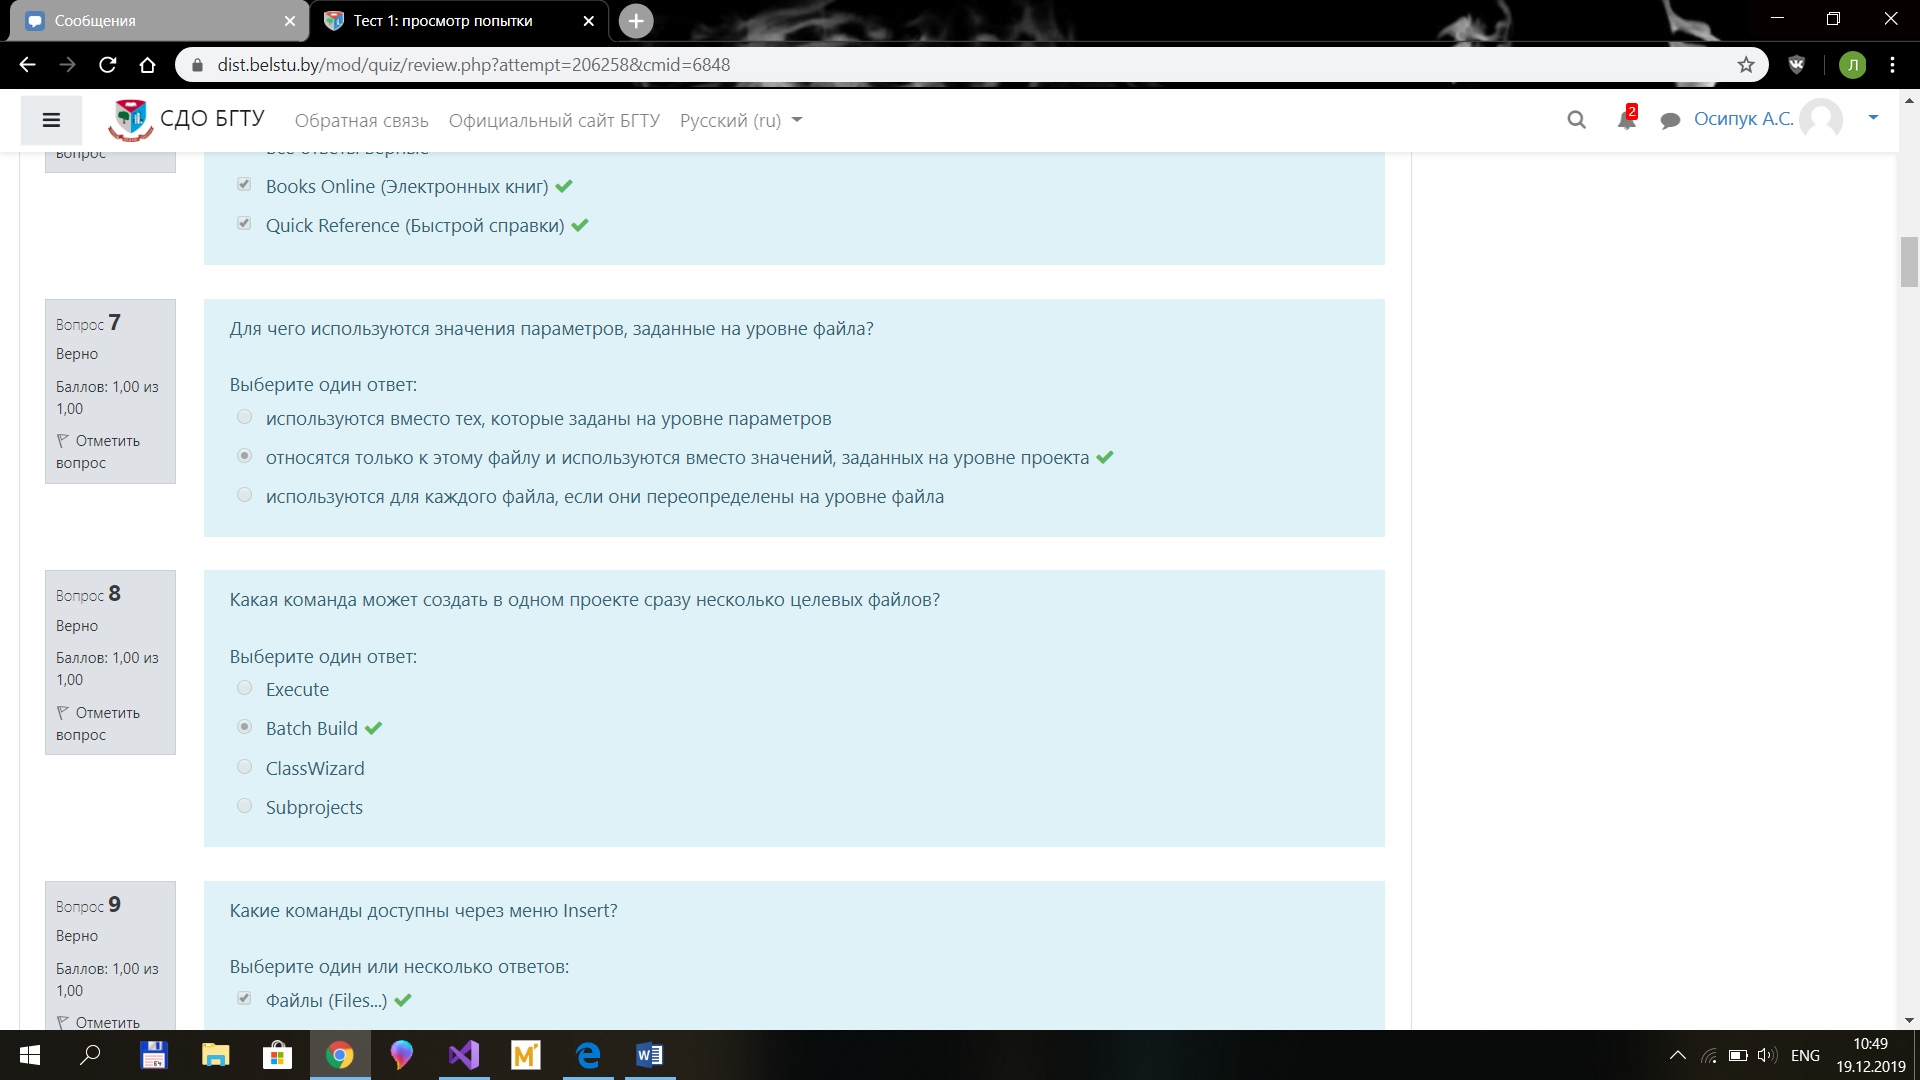 Сообщения
Тест 1: просмотр попытки
dist.belstu.by/mod/quiz/review.php?attempt=206258&cmid=6848
Л
СДО БГТУ
Обратная связь
Официальный сайт БГТУ
Русский (ru)
2
Осипук А.С.
вопрос
Все ответы верные
Books Online (Электронных книг)
Quick Reference (Быстрой справки)
Вопрос 7
Верно
Баллов: 1,00 из
1,00
Отметить
вопрос
Для чего используются значения параметров, заданные на уровне файла?
Выберите один ответ:
используются вместо тех, которые заданы на уровне параметров
относятся только к этому файлу и используются вместо значений, заданных на уровне проекта
используются для каждого файла, если они переопределены на уровне файла
Вопрос 8
Верно
Баллов: 1,00 из
1,00
Отметить
вопрос
Какая команда может создать в одном проекте сразу несколько целевых файлов?
Выберите один ответ:
Execute
Batch Build
ClassWizard
Subprojects
Вопрос 9
Верно
Баллов: 1,00 из
1,00
Отметить
Какие команды доступны через меню Insert?
Выберите один или несколько ответов:
Файлы (Files...)
ENG
10:49
19.12.2019